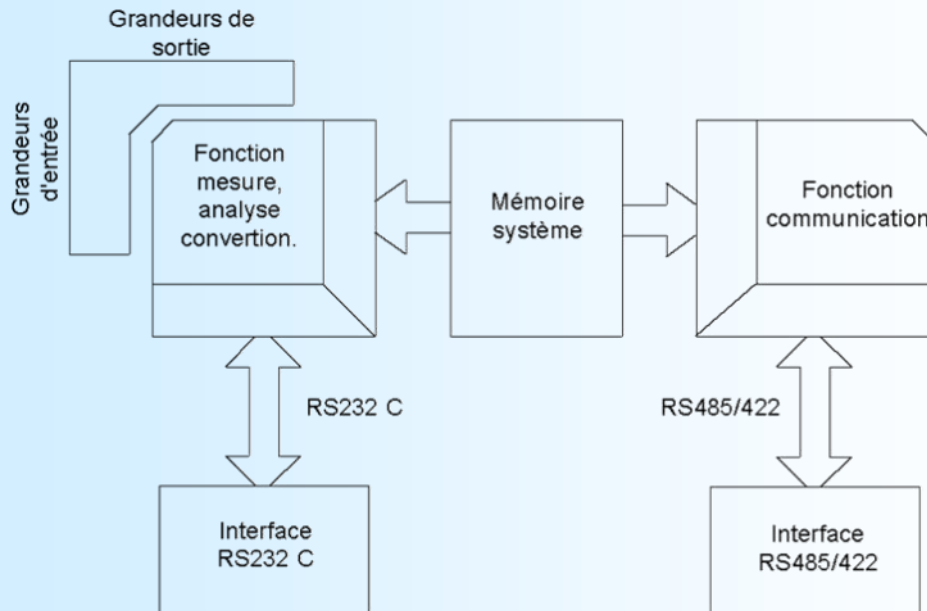 Grandeurs de
sortie
Grandeurs
d'entrée
Fonction
mesure,
analyse
convertion.
Mémoire
système
Fonction
communication
RS232 C
RS485/422
Interface
RS232 C
Interface
RS485/422